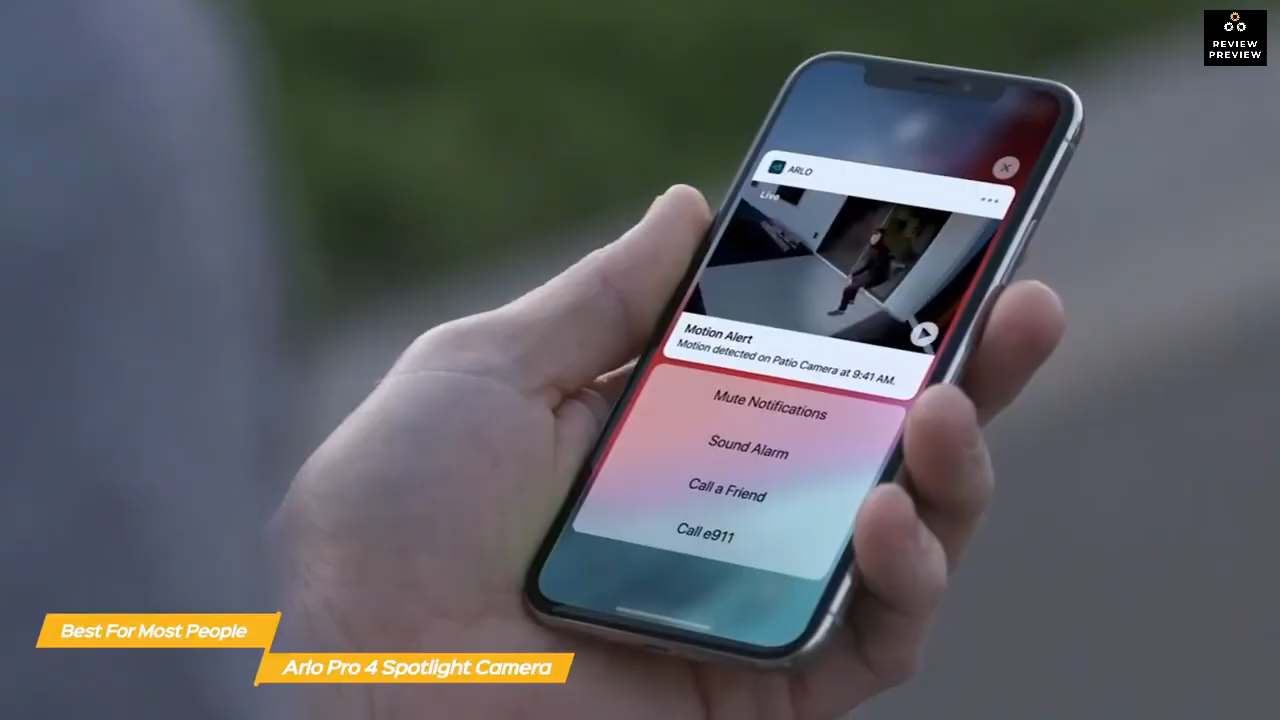 REVIEW
PREVIEW
ARLO
Live
Motion Alert
Motion detected on Patio Camera at 9:41 AM.
Mute Notifications
Sound Alarm
Call a Friend
Call e911
Best For Most People
Arlo Pro 4 Spotlight Camera